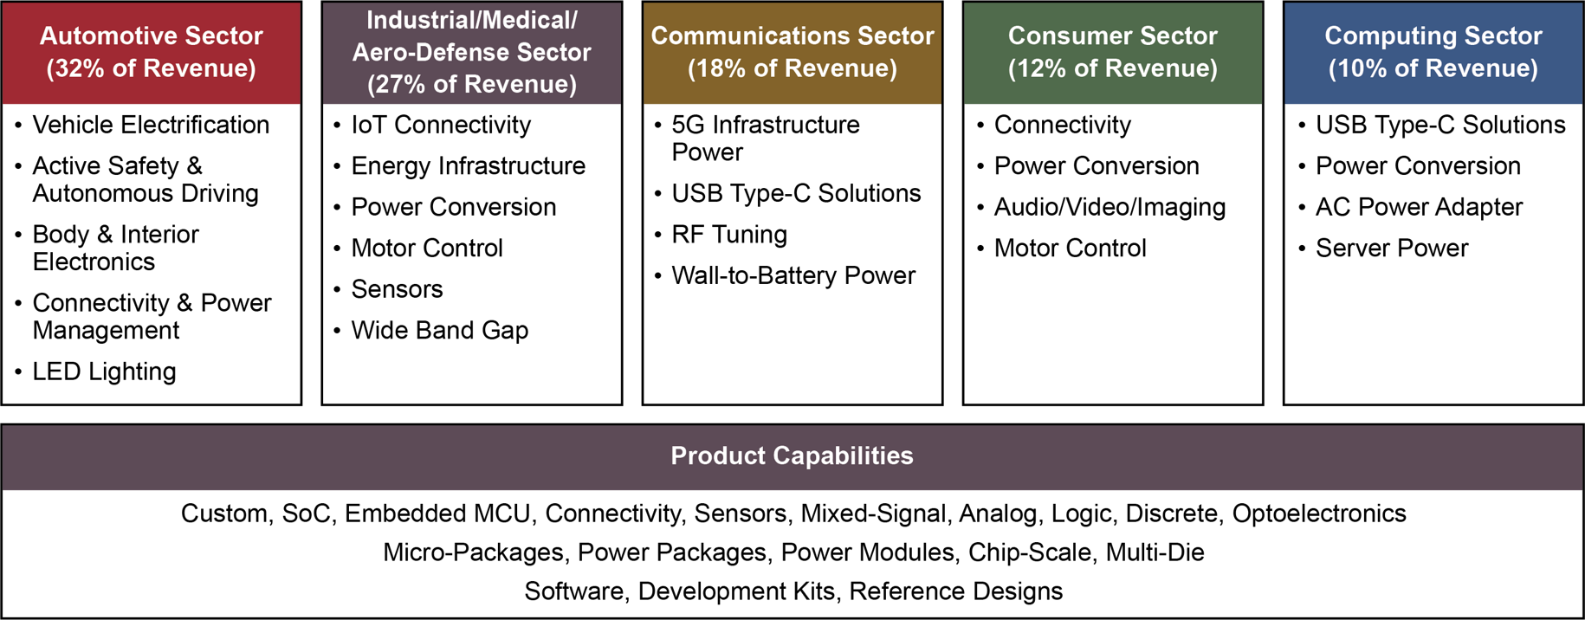 Automotive Sector
(32% of Revenue)
• Vehicle Electrification
• Active Safety &
Autonomous Driving
• Body & Interior
Electronics
• Connectivity & Power
Management
• LED Lighting
Industrial/Medical/
Aero-Defense Sector
(27% of Revenue)
• IoT Connectivity
• Energy Infrastructure
• Power Conversion
• Motor Control
• Sensors
• Wide Band Gap
Communications Sector
(18% of Revenue)
• 5G Infrastructure
Power
• USB Type-C Solutions
• RF Tuning
• Wall-to-Battery Power
Consumer Sector
(12% of Revenue)
• Connectivity
• Power Conversion
• Audio/Video/Imaging
• Motor Control
Computing Sector
(10% of Revenue)
• USB Type-C Solutions
• Power Conversion
• AC Power Adapter
• Server Power
Product Capabilities
Custom, SoC, Embedded MCU, Connectivity, Sensors, Mixed-Signal, Analog, Logic, Discrete, Optoelectronics
Micro-Packages, Power Packages, Power Modules, Chip-Scale, Multi-Die
Software, Development Kits, Reference Designs